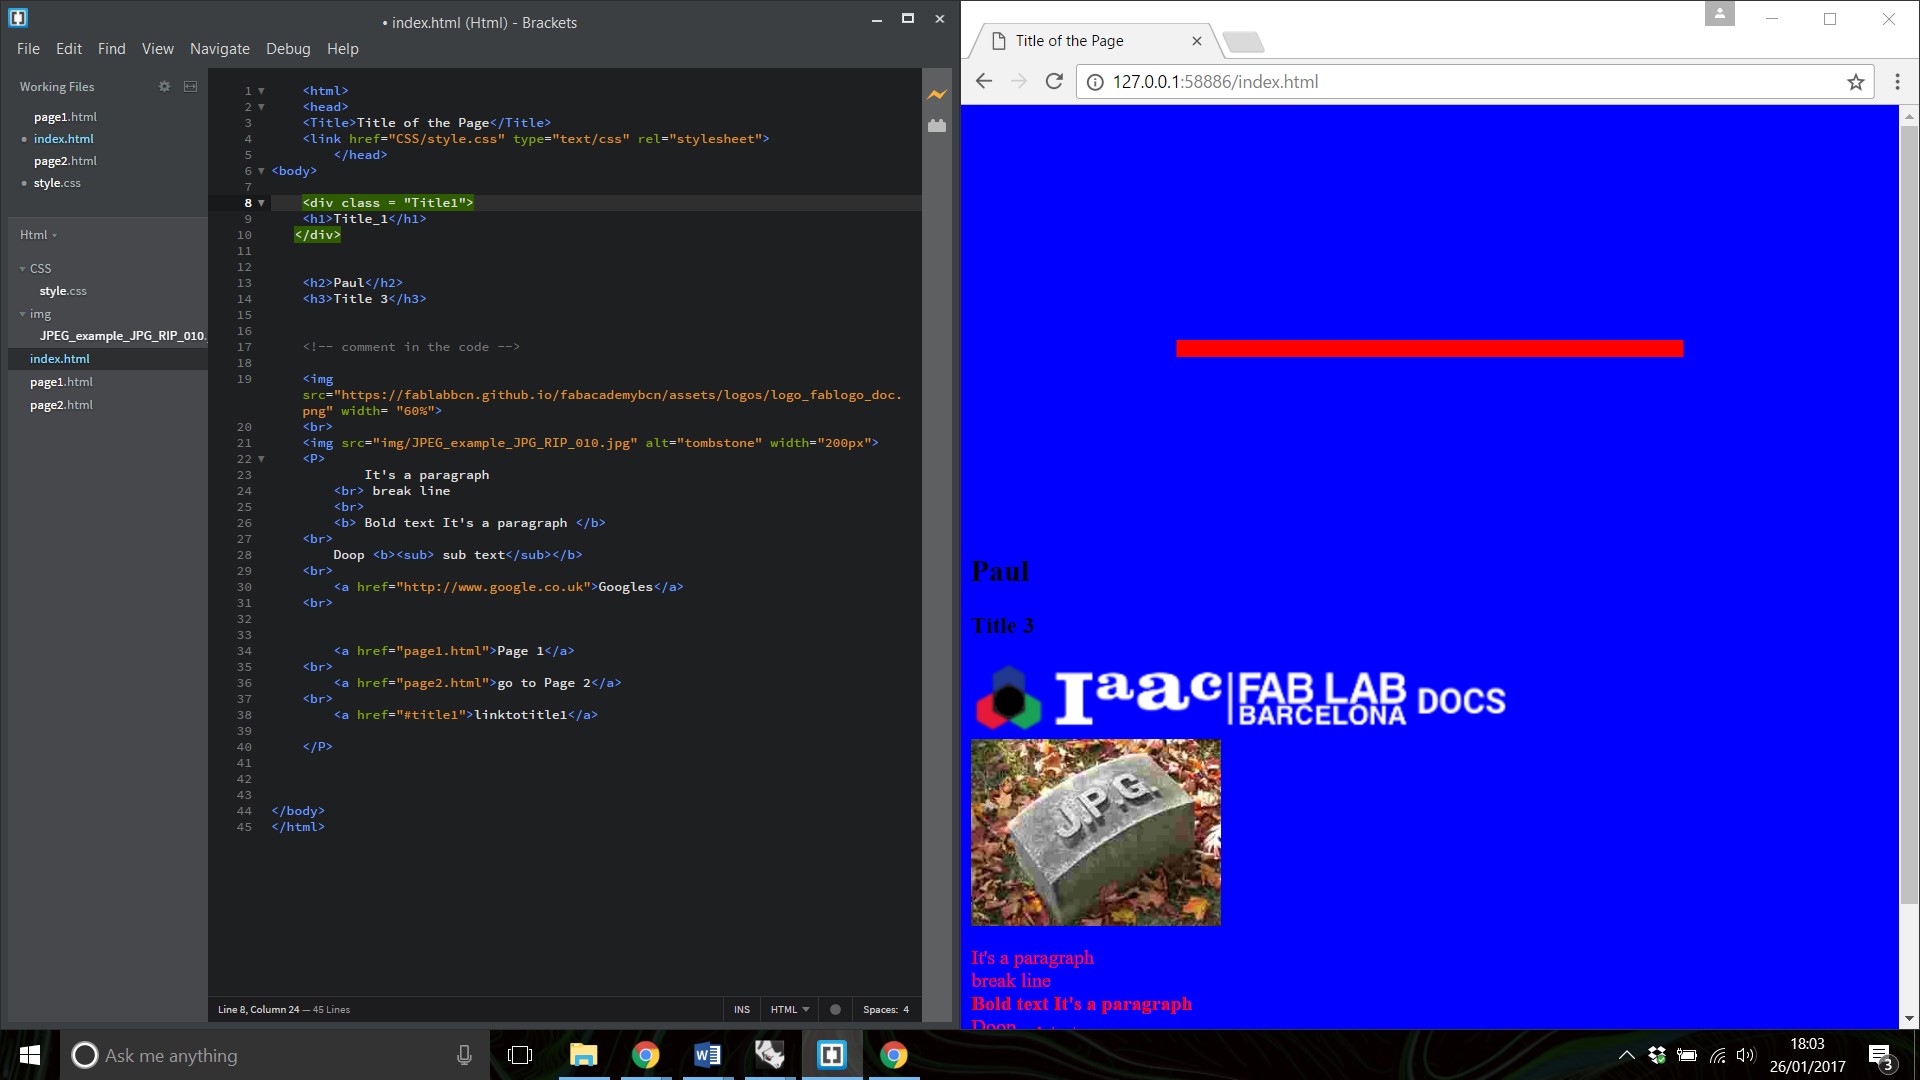 • index.html (Html) - Brackets
File Edit Find View Navigate Debug Help
Working Files
page1.html
• index.html
page2.html
• style.css
Html
CSS
style.css
img
JPEG_example_JPG_RIP_010.
index.html
page1.html
page2.html
1 <html>
2 <head>
3 <Title>Title of the Page</Title>
4 <link href="CSS/style.css" type="text/css" rel="stylesheet">
5 </head>
6 <body>
7
8 <div class = "Title1">
9 <h1>Title_1</h1>
10 </div>
11
12
13 <h2>Paul</h2>
14 <h3>Title 3</h3>
15
16
17 <!-- comment in the code -->
18
19 <img
src="https://fablabbcn.github.io/fabacademybcn/assets/logos/logo_fablogo_doc.
png" width= "60%">
20 <br>
21 <img src="img/JPEG_example_JPG_RIP_010.jpg" alt="tombstone" width="200px">
22 <P>
23 It's a paragraph
24 <br> break line
25 <br>
26 <b> Bold text It's a paragraph </b>
27 <br>
28 Doop <b><sub> sub text</sub></b>
29 <br>
30 <a href="http://www.google.co.uk">Googles</a>
31 <br>
32
33
34 <a href="page1.html">Page 1</a>
35 <br>
36 <a href="page2.html">go to Page 2</a>
37 <br>
38 <a href="#title1">linktotitle1</a>
39
40 </P>
41
42
43
44 </body>
45 </html>
Line 8, Column 24 — 45 Lines
INS HTML Spaces: 4
Title of the Page
127.0.0.1:58886/index.html
Paul
Title 3
Iaac FAB LAB BARCELONA DOCS
J.P.G.
It's a paragraph
break line
Bold text It's a paragraph
Doop
Ask me anything
18:03
26/01/2017
3